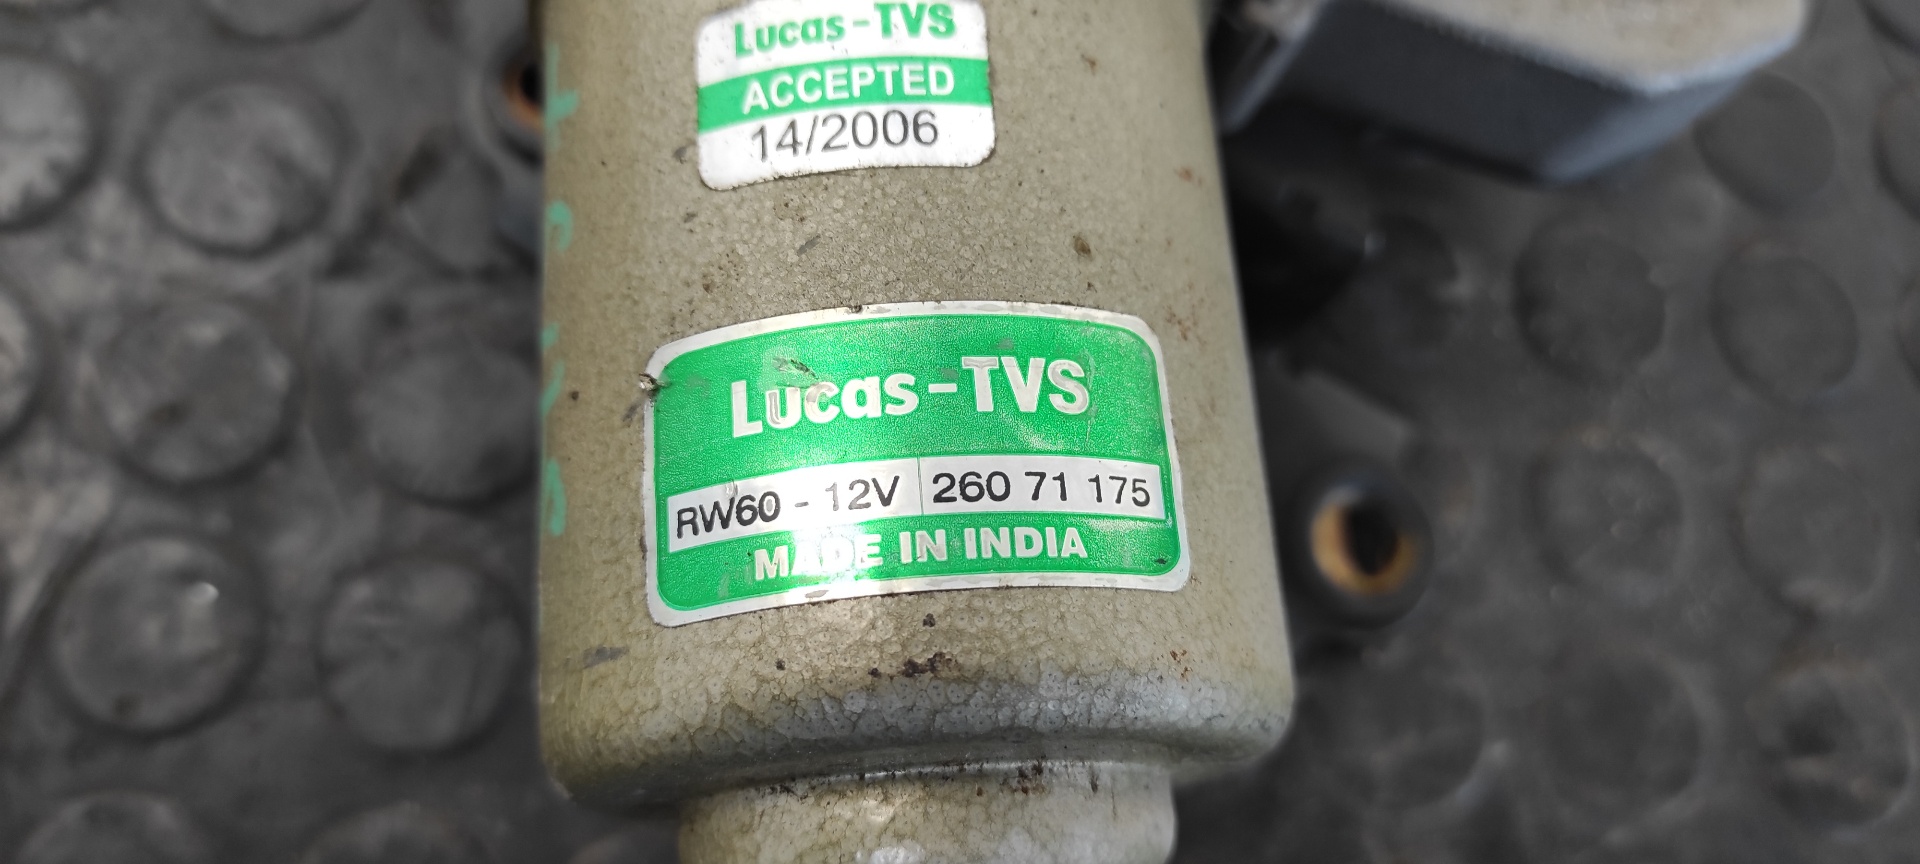 Lucas-TVS
ACCEPTED
14/2006
Lucas-TVS
RW60 - 12V 260 71 175
MADE IN INDIA